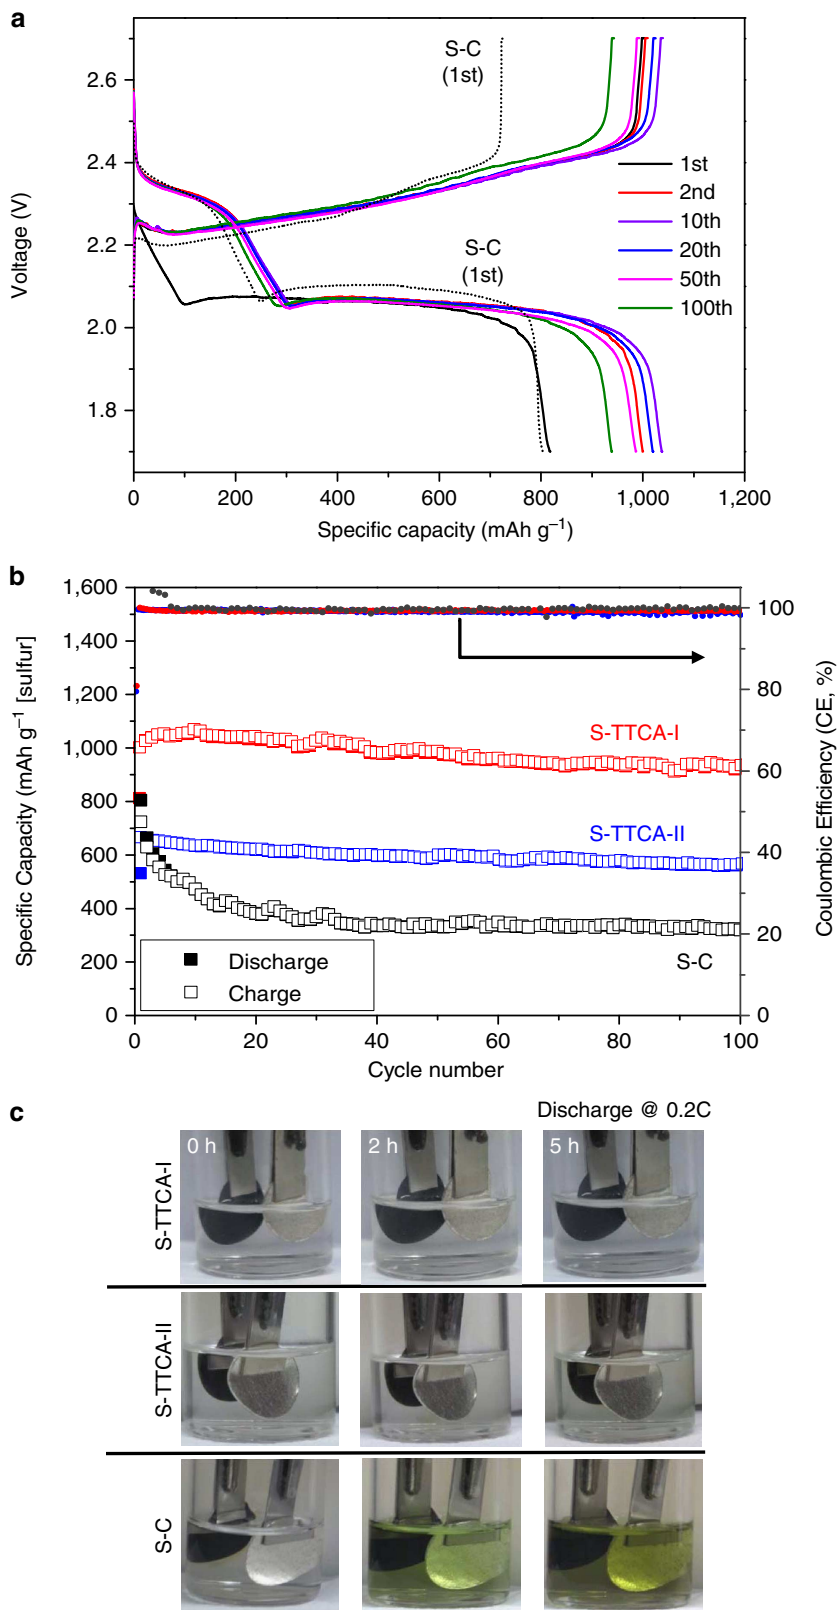 a
S-C
(1st)
2.6
2.4
2.2
2.0
1.8
Voltage (V)
1st
2nd
10th
20th
50th
100th
S-C
(1st)
0
200
400
600
800
1,000
1,200
Specific capacity (mAh g⁻¹)
b
1,600
1,400
1,200
1,000
800
600
400
200
0
Specific Capacity (mAh g⁻¹ [sulfur]
100
80
60
40
20
0
Coulombic Efficiency (CE, %)
S-TTCA-I
S-TTCA-II
S-C
Discharge
Charge
0
20
40
60
80
100
Cycle number
c
Discharge @ 0.2C
0 h
2 h
5 h
S-TTCA-I
S-TTCA-II
S-C